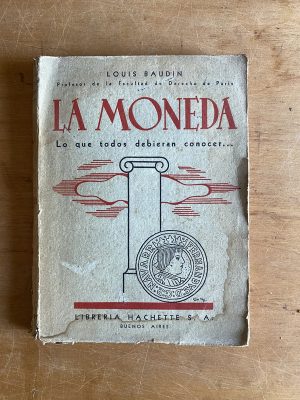 LOUIS BAUDIN
Profesor de la Facultad de Derecho de París
LA MONEDA
Lo que todos debieran conocer...
LIBRERIA HACHETTE S. A.
BUENOS AIRES